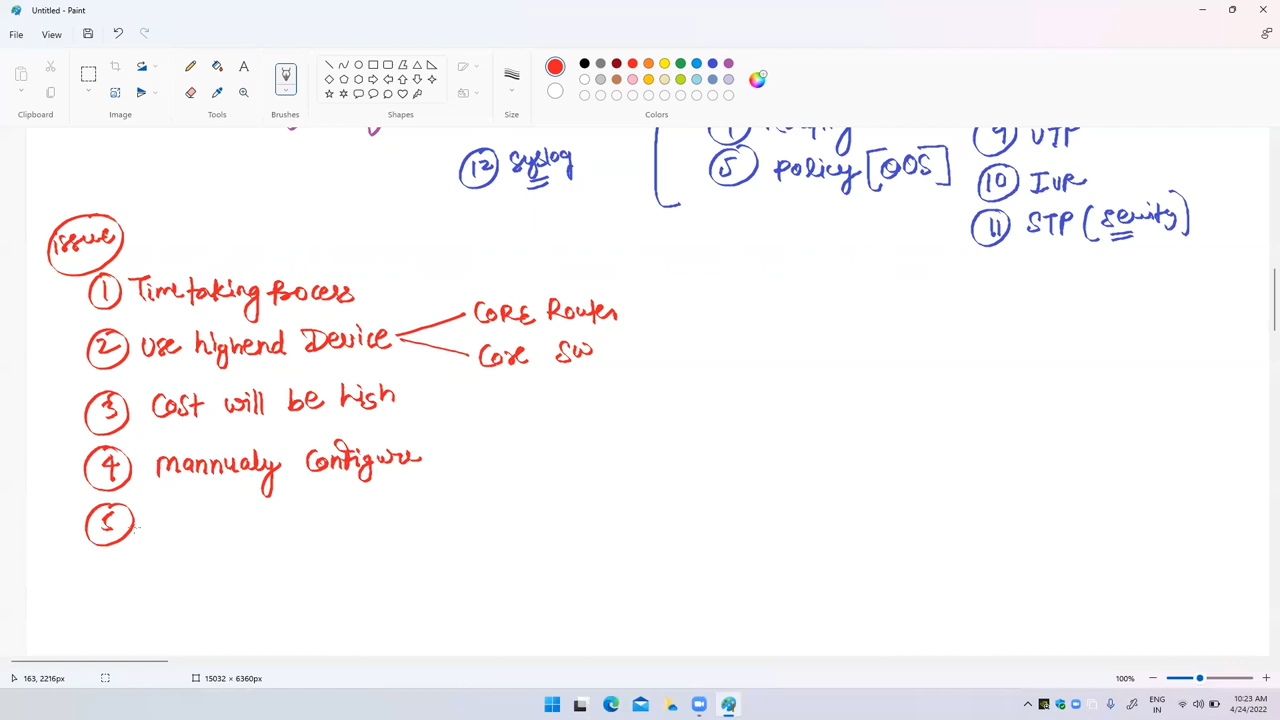 Untitled - Paint
File View
Clipboard Image Tools Brushes Shapes Size Colors
9 VTP
12 Syslog
5 Policy [QOS]
10 IVR
11 STP (
issue
1 Time taking process
2 Use highend Device
CORE Router
Core SW
3 Cost will be high
4 mannualy Configure
5
163, 2216px 15032 × 6360px 100%
ENG
IN
10:23 AM
4/24/2022